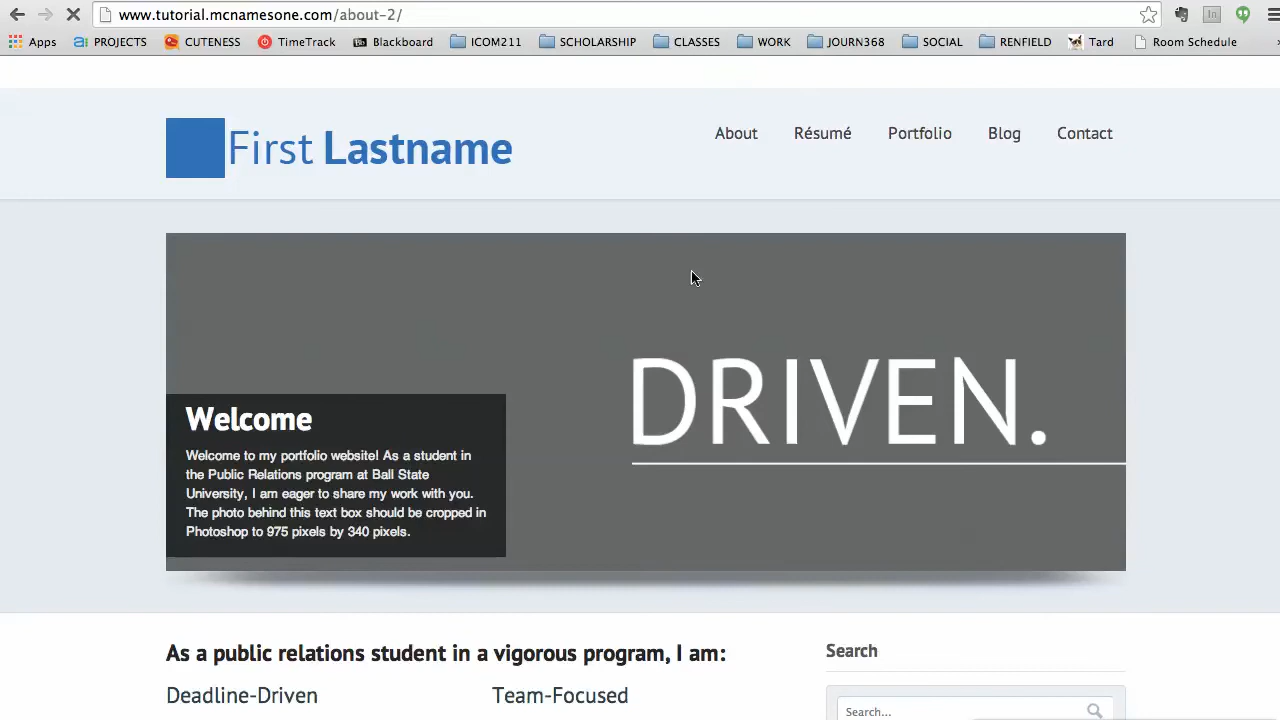 www.tutorial.mcnamesone.com/about-2/
Apps PROJECTS CUTENESS TimeTrack Blackboard ICOM211 SCHOLARSHIP CLASSES WORK JOURN368 SOCIAL RENFIELD Tard Room Schedule
First Lastname
About Résumé Portfolio Blog Contact
DRIVEN.
Welcome
Welcome to my portfolio website! As a student in
the Public Relations program at Ball State
University, I am eager to share my work with you.
The photo behind this text box should be cropped in
Photoshop to 975 pixels by 340 pixels.
As a public relations student in a vigorous program, I am:
Deadline-Driven
Team-Focused
Search
Search...